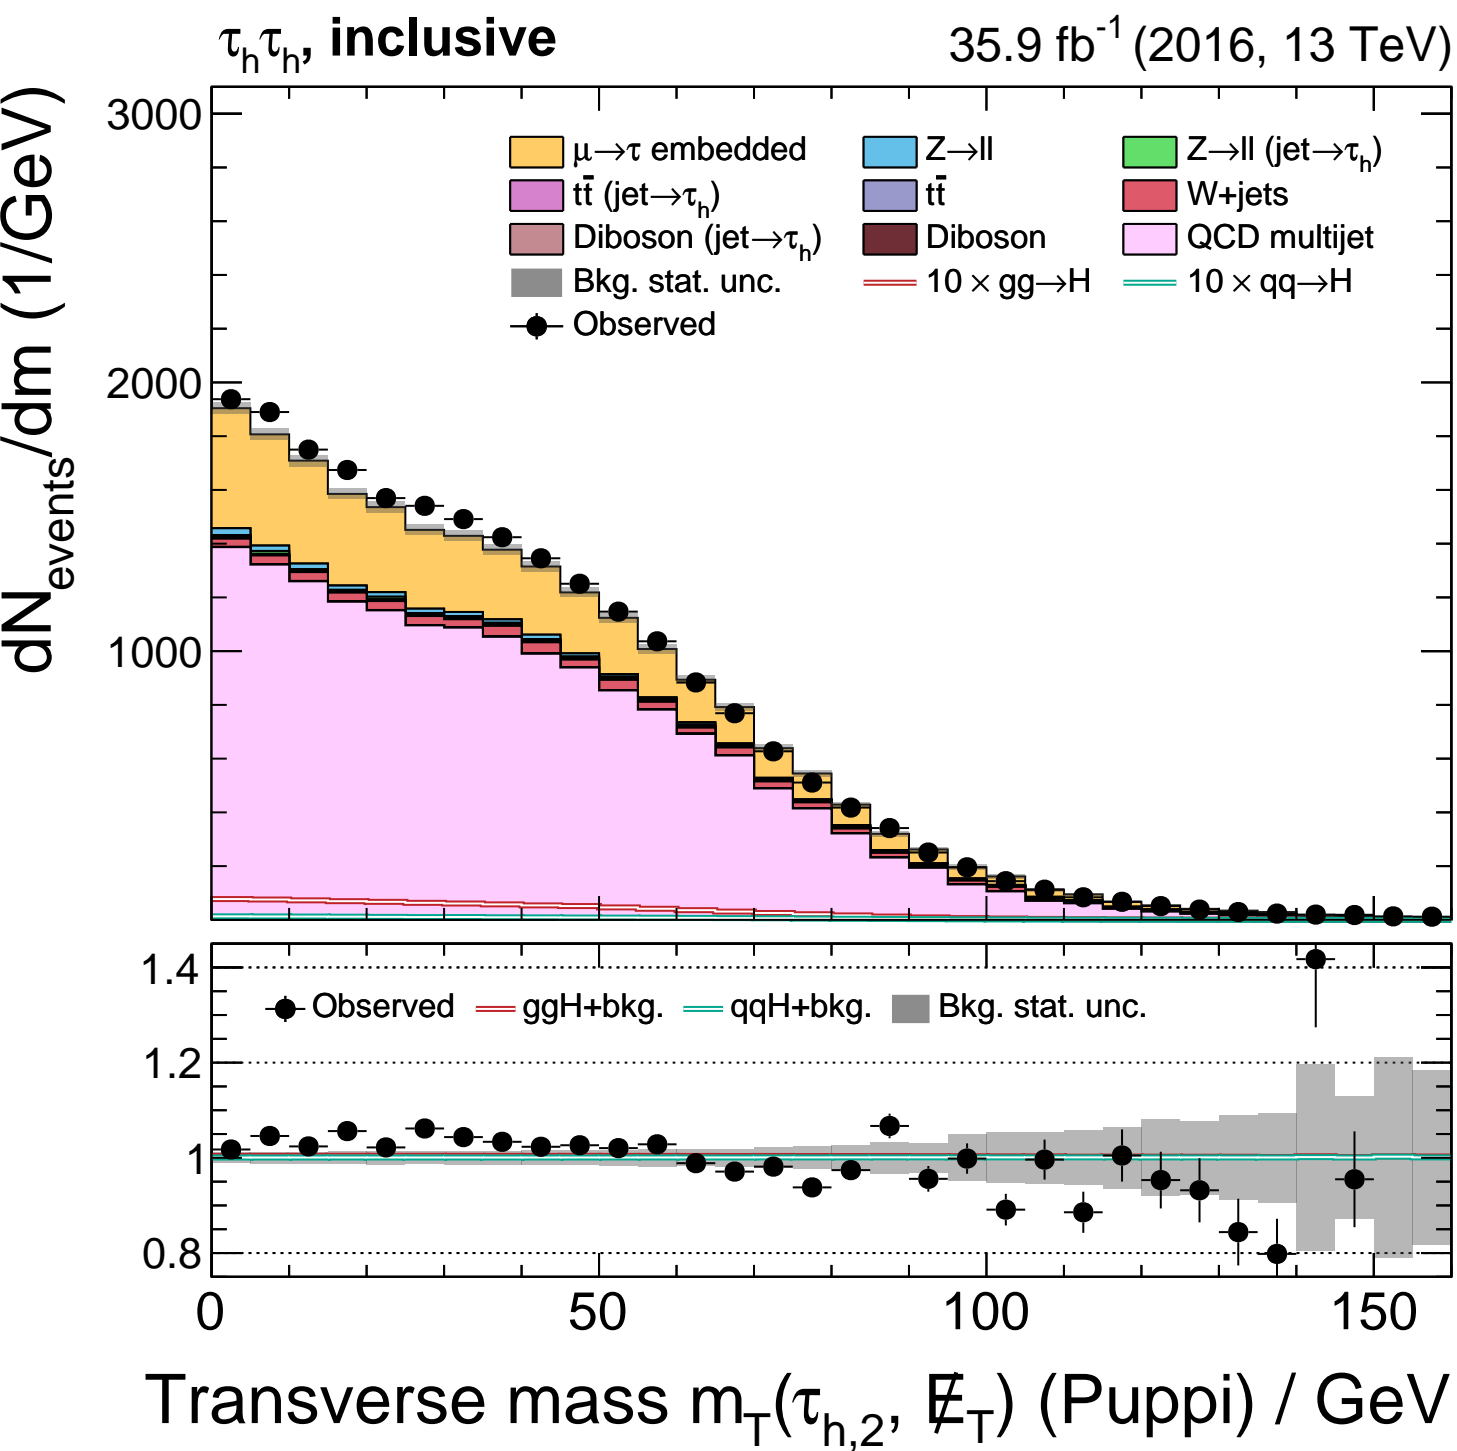 τhτh, inclusive 35.9 fb-1 (2016, 13 TeV)
dNevents/dm (1/GeV)
3000
2000
1000
μ→τ embedded Z→ll Z→ll (jet→τh)
tt̄ (jet→τh) tt̄ W+jets
Diboson (jet→τh) Diboson QCD multijet
Bkg. stat. unc. 10 × gg→H 10 × qq→H
Observed
1.4
1.2
1
0.8
Observed ggH+bkg. qqH+bkg. Bkg. stat. unc.
0 50 100 150
Transverse mass mT(τh,2, E̸T) (Puppi) / GeV